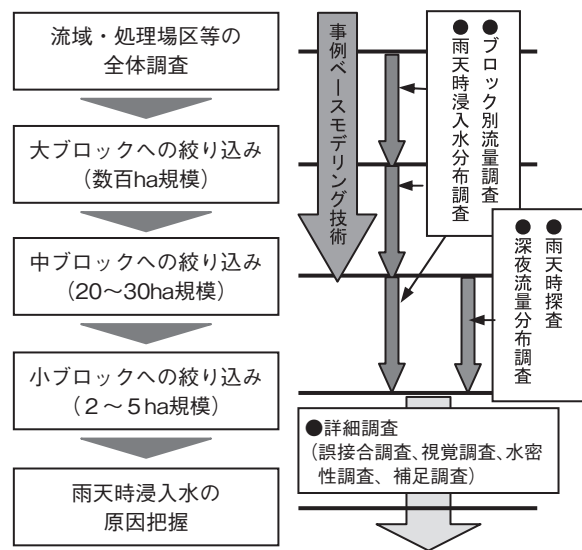 流域・処理場区等の
全体調査
大ブロックへの絞り込み
(数百ha規模)
中ブロックへの絞り込み
(20～30ha規模)
小ブロックへの絞り込み
(2～5ha規模)
雨天時浸入水の
原因把握
事例ベースモデリング技術
●ブロック別流量調査
●雨天時浸入水分布調査
●雨天時探査
●深夜流量分布調査
●詳細調査
(誤接合調査、視覚調査、水密
性調査、補足調査)